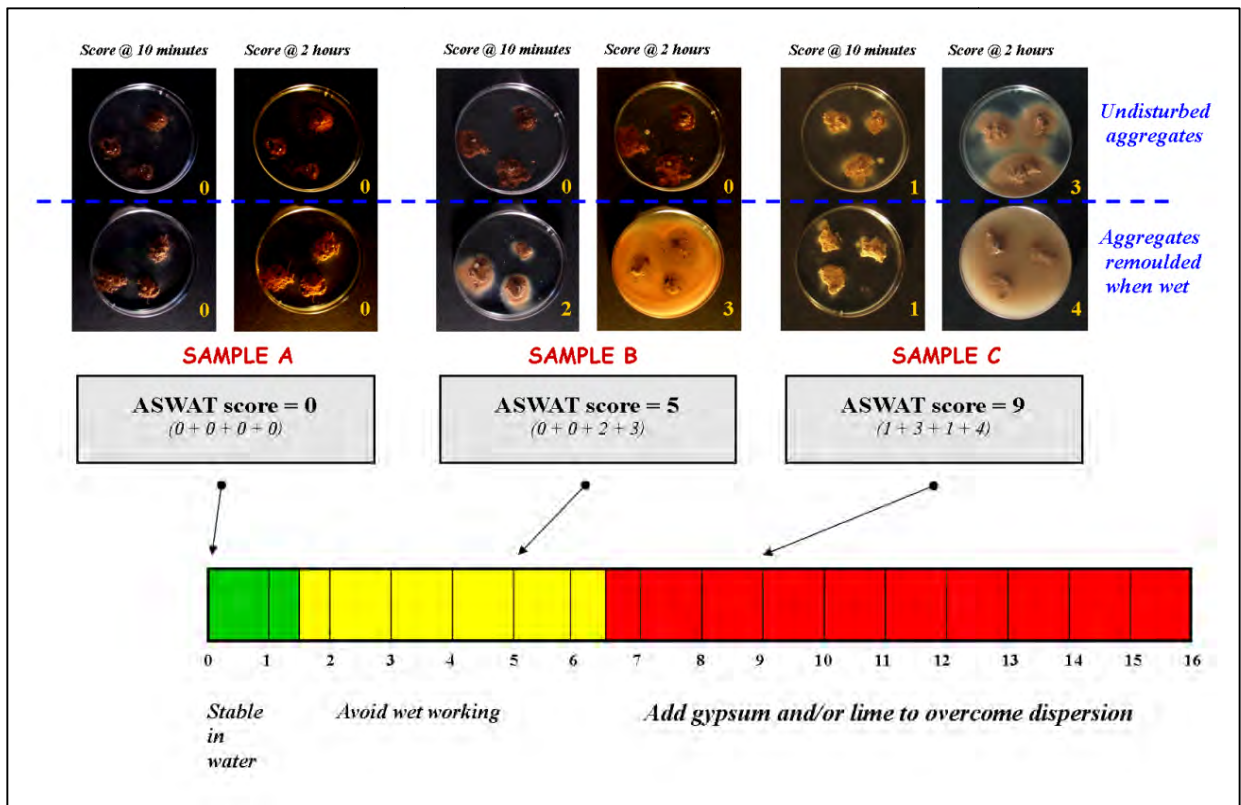 Score @ 10 minutes Score @ 2 hours Score @ 10 minutes Score @ 2 hours Score @ 10 minutes Score @ 2 hours
0 0 0 0 1 3
Undisturbed
aggregates
0 0 2 3 1 4
Aggregates
remoulded
when wet
SAMPLE A SAMPLE B SAMPLE C
ASWAT score = 0
(0 + 0 + 0 + 0)
ASWAT score = 5
(0 + 0 + 2 + 3)
ASWAT score = 9
(1 + 3 + 1 + 4)
0 1 2 3 4 5 6 7 8 9 10 11 12 13 14 15 16
Stable
in
water
Avoid wet working
Add gypsum and/or lime to overcome dispersion